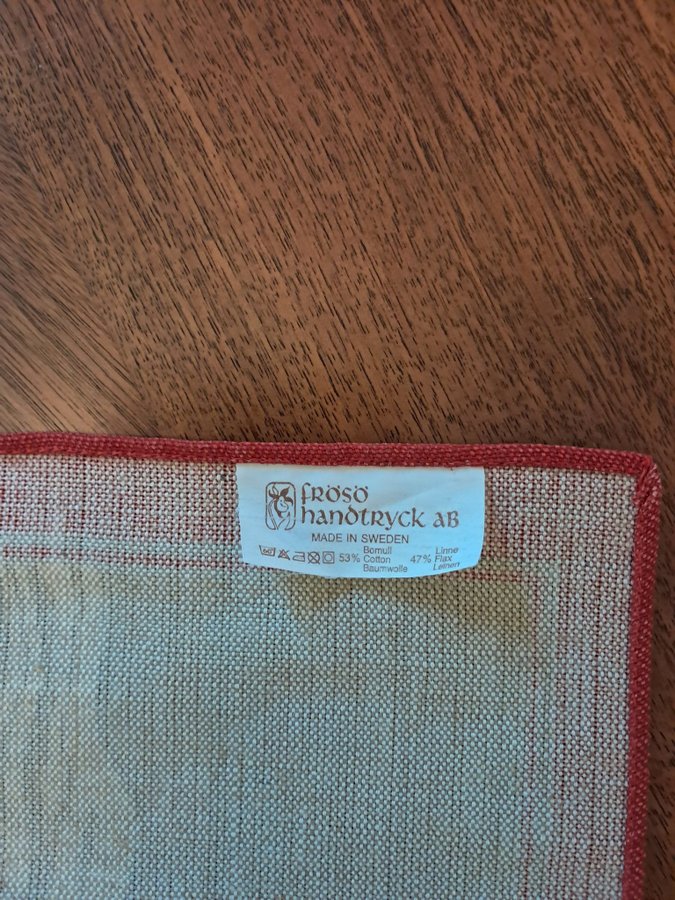 frösö
handtryck AB
MADE IN SWEDEN
53% Bomull Cotton Baumwolle 47% Linne Flax Leinen